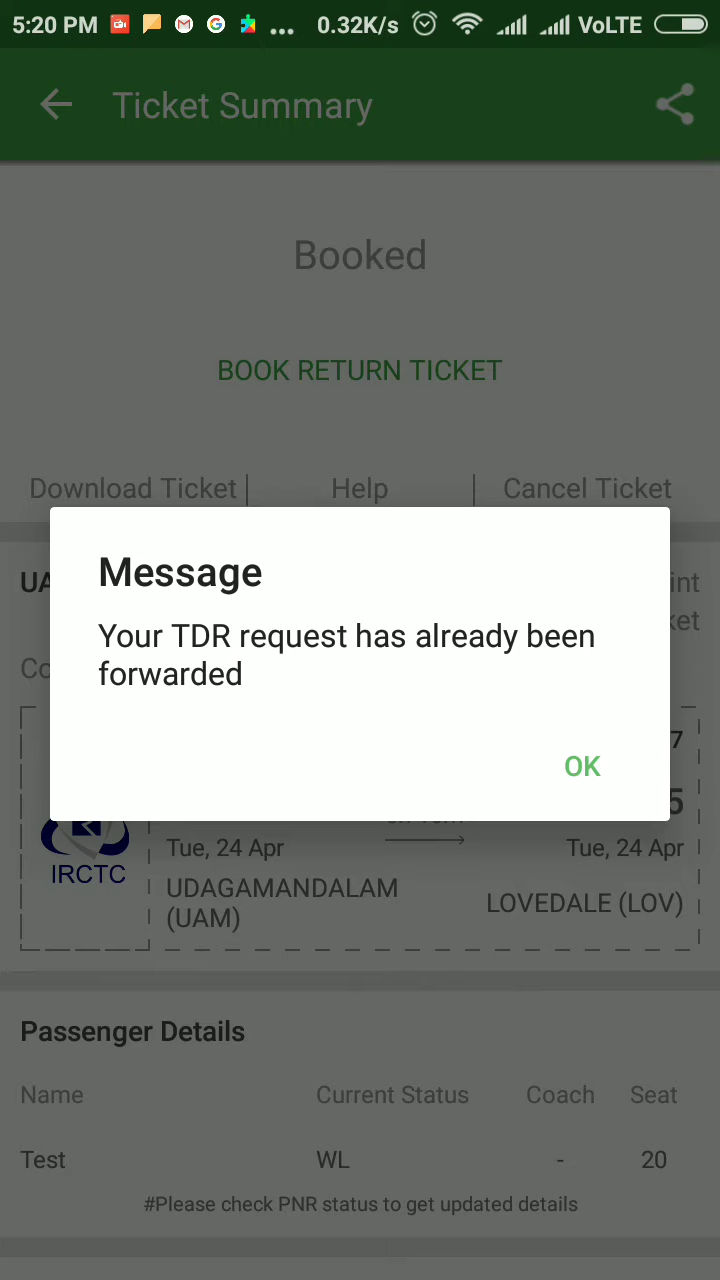 5:20 PM ... 0.32K/s VoLTE
Ticket Summary
Booked
BOOK RETURN TICKET
Download Ticket | Help | Cancel Ticket
Message
Your TDR request has already been
forwarded
OK
IRCTC
Tue, 24 Apr
Tue, 24 Apr
UDAGAMANDALAM
(UAM)
LOVEDALE (LOV)
Passenger Details
Name Current Status Coach Seat
Test WL - 20
#Please check PNR status to get updated details